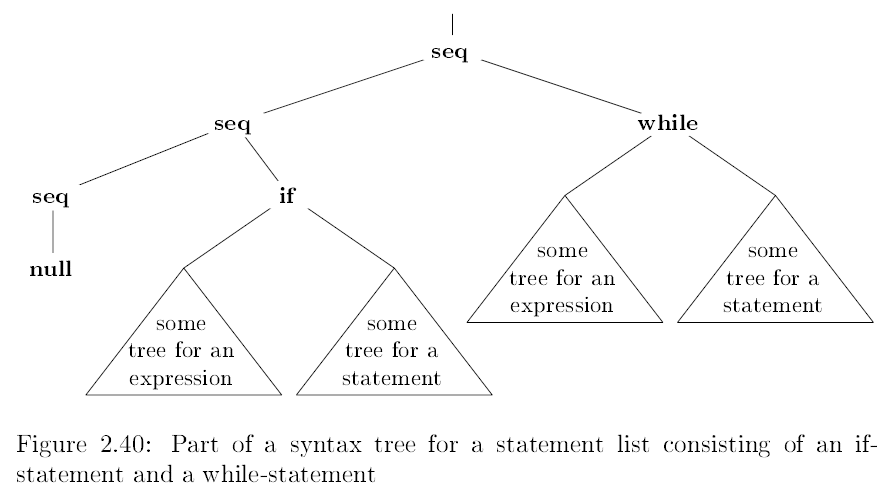 seq
seq
while
seq
if
null
some
tree for an
expression
some
tree for a
statement
some
tree for an
expression
some
tree for a
statement
Figure 2.40: Part of a syntax tree for a statement list consisting of an if-
statement and a while-statement